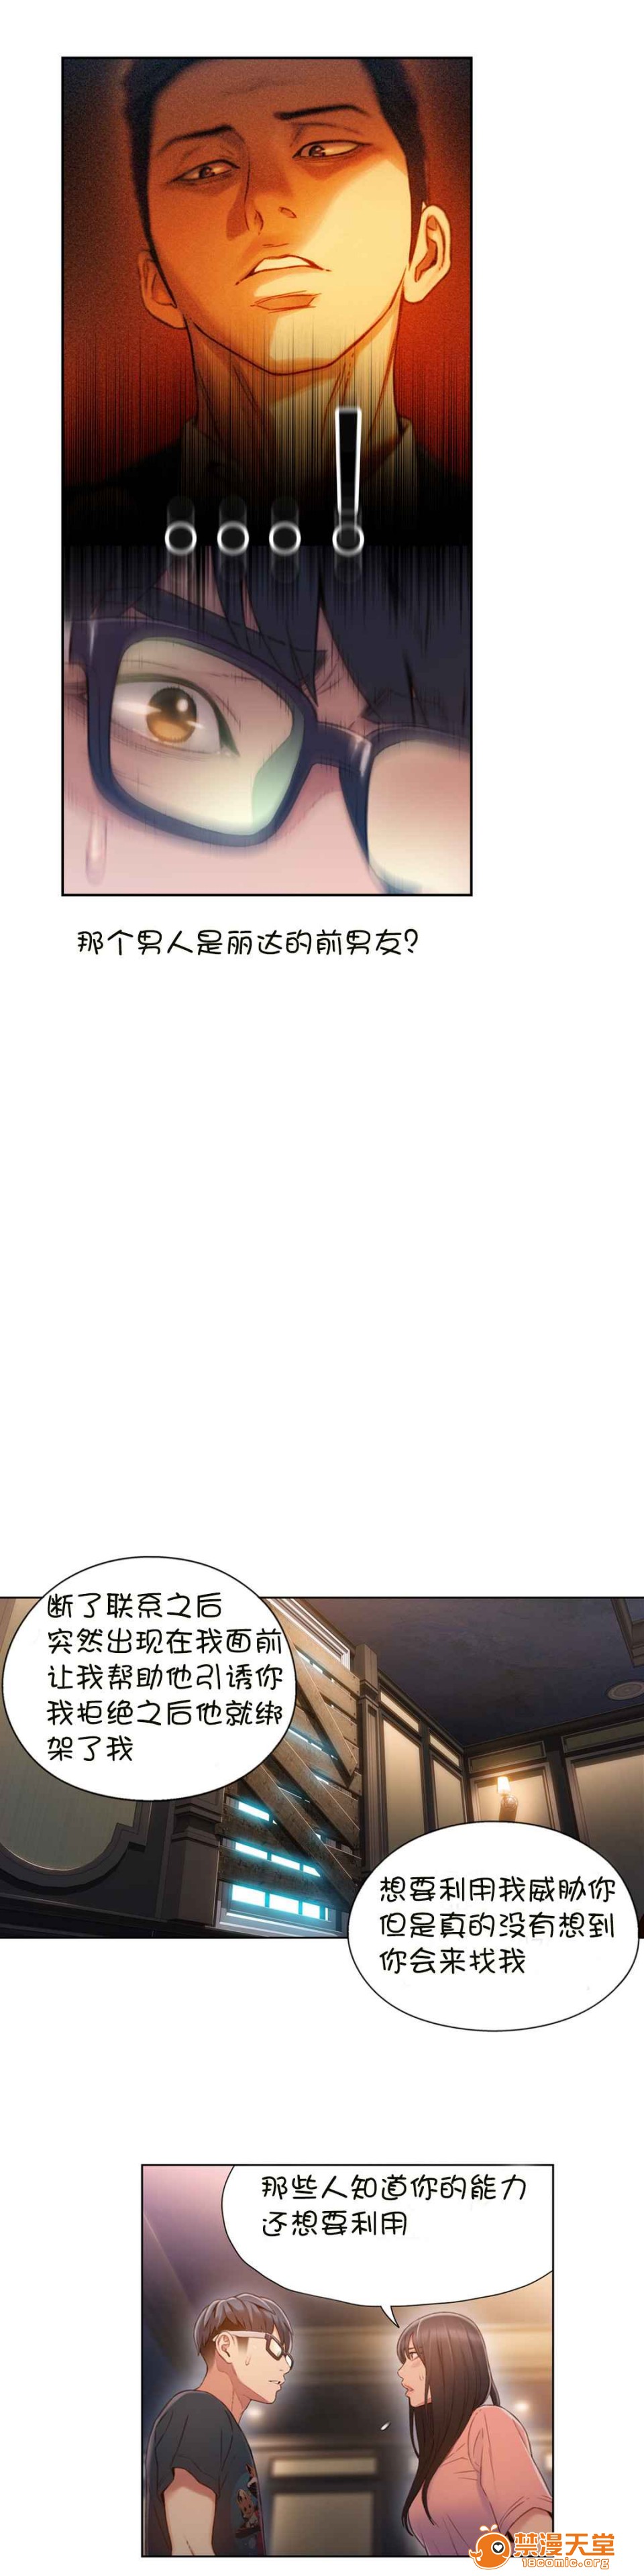 ...!
那个男人是丽达的前男友?
断了联系之后
突然出现在我面前
让我帮助他引诱你
我拒绝之后他就绑
架了我
想要利用我威胁你
但是真的没有想到
你会来找我
那些人知道你的能力
还想要利用
禁漫天堂
18comic.org